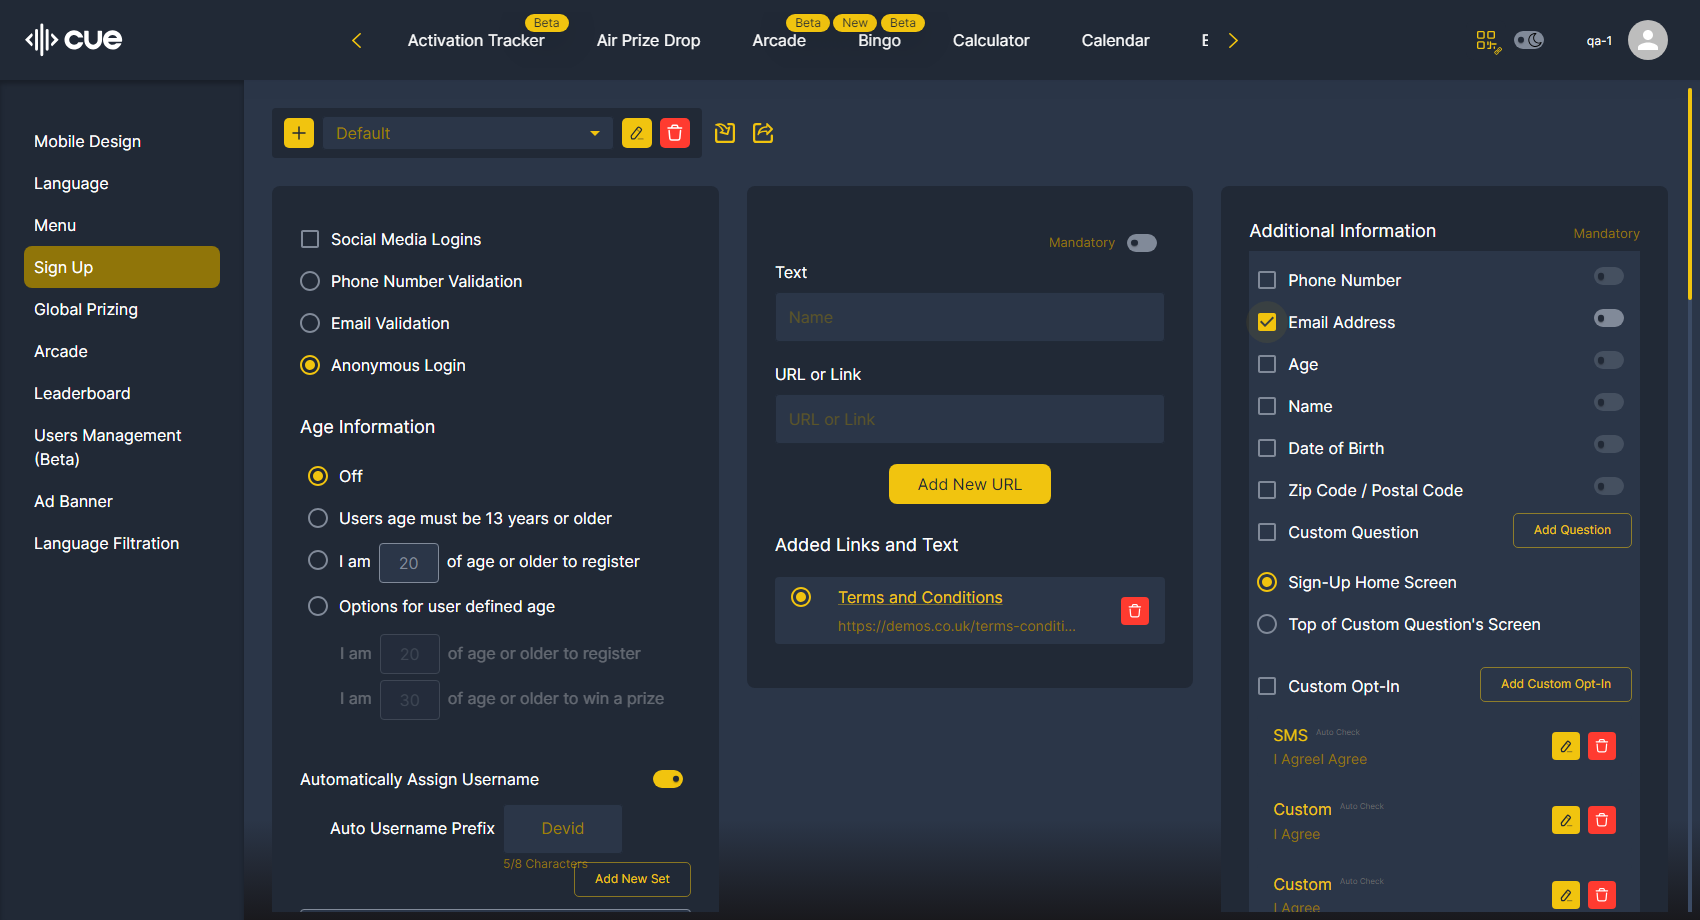 cue
Activation Tracker
Beta
Air Prize Drop
Arcade
Beta
New
Bingo
Beta
Calculator
Calendar
qa-1
Mobile Design
Language
Menu
Sign Up
Global Prizing
Arcade
Leaderboard
Users Management
(Beta)
Ad Banner
Language Filtration
Default
Social Media Logins
Phone Number Validation
Email Validation
Anonymous Login
Age Information
Off
Users age must be 13 years or older
I am 20 of age or older to register
Options for user defined age
I am 20 of age or older to register
I am 30 of age or older to win a prize
Automatically Assign Username
Auto Username Prefix Devid
5/8 Characters
Add New Set
Mandatory
Text
Name
URL or Link
URL or Link
Add New URL
Added Links and Text
Terms and Conditions
https://demos.co.uk/terms-conditi...
Additional Information
Mandatory
Phone Number
Email Address
Age
Name
Date of Birth
Zip Code / Postal Code
Custom Question
Add Question
Sign-Up Home Screen
Top of Custom Question's Screen
Custom Opt-In
Add Custom Opt-In
SMS Auto Check
I AgreeI Agree
Custom Auto Check
I Agree
Custom Auto Check
I Agree